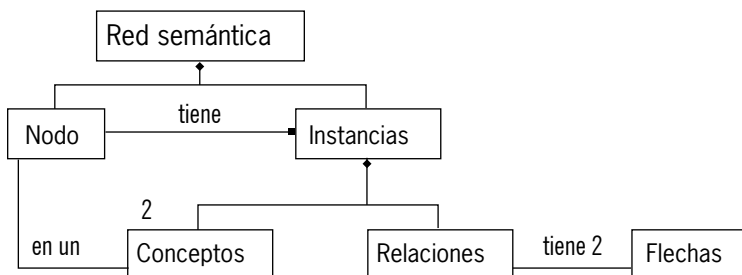 Red semántica
tiene
Nodo
Instancias
2
en un
Conceptos
Relaciones
tiene 2
Flechas